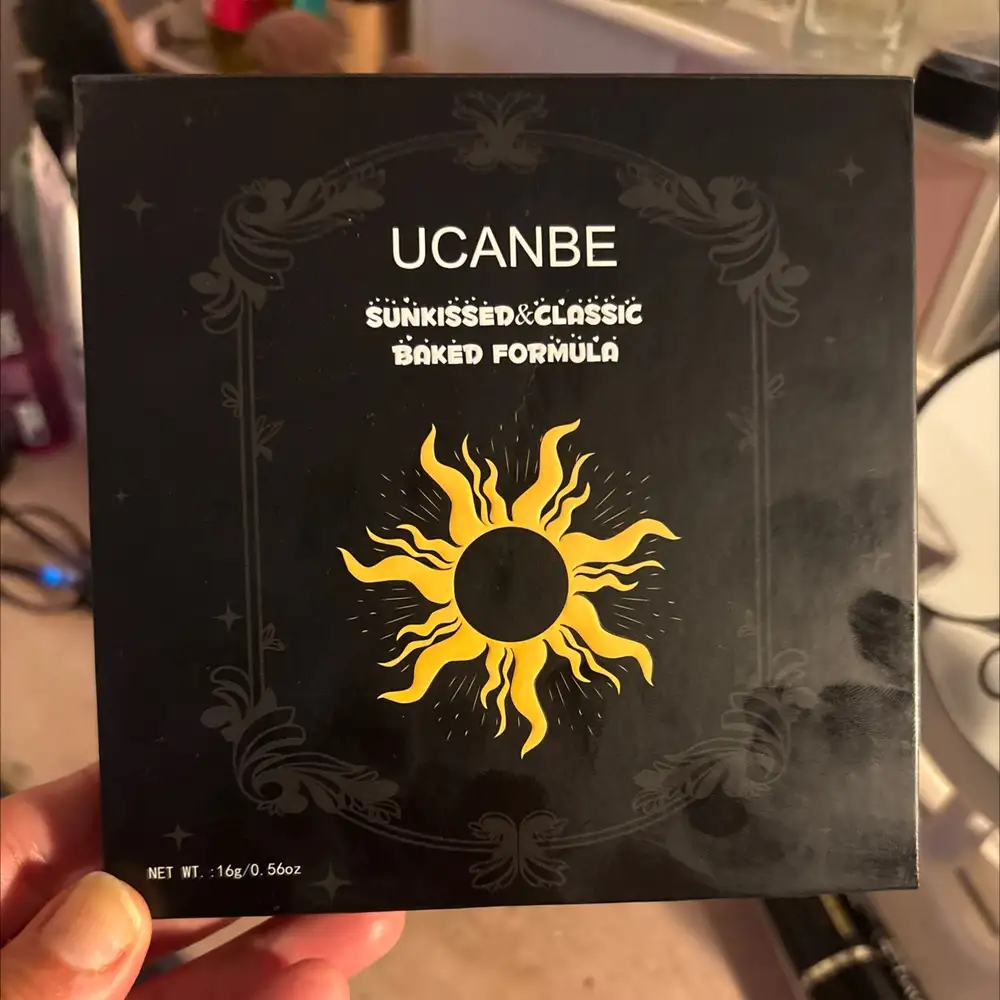 UCANBE
SUNKISSED&CLASSIC
BAKED FORMULA
NET WT.:16g/0.56oz